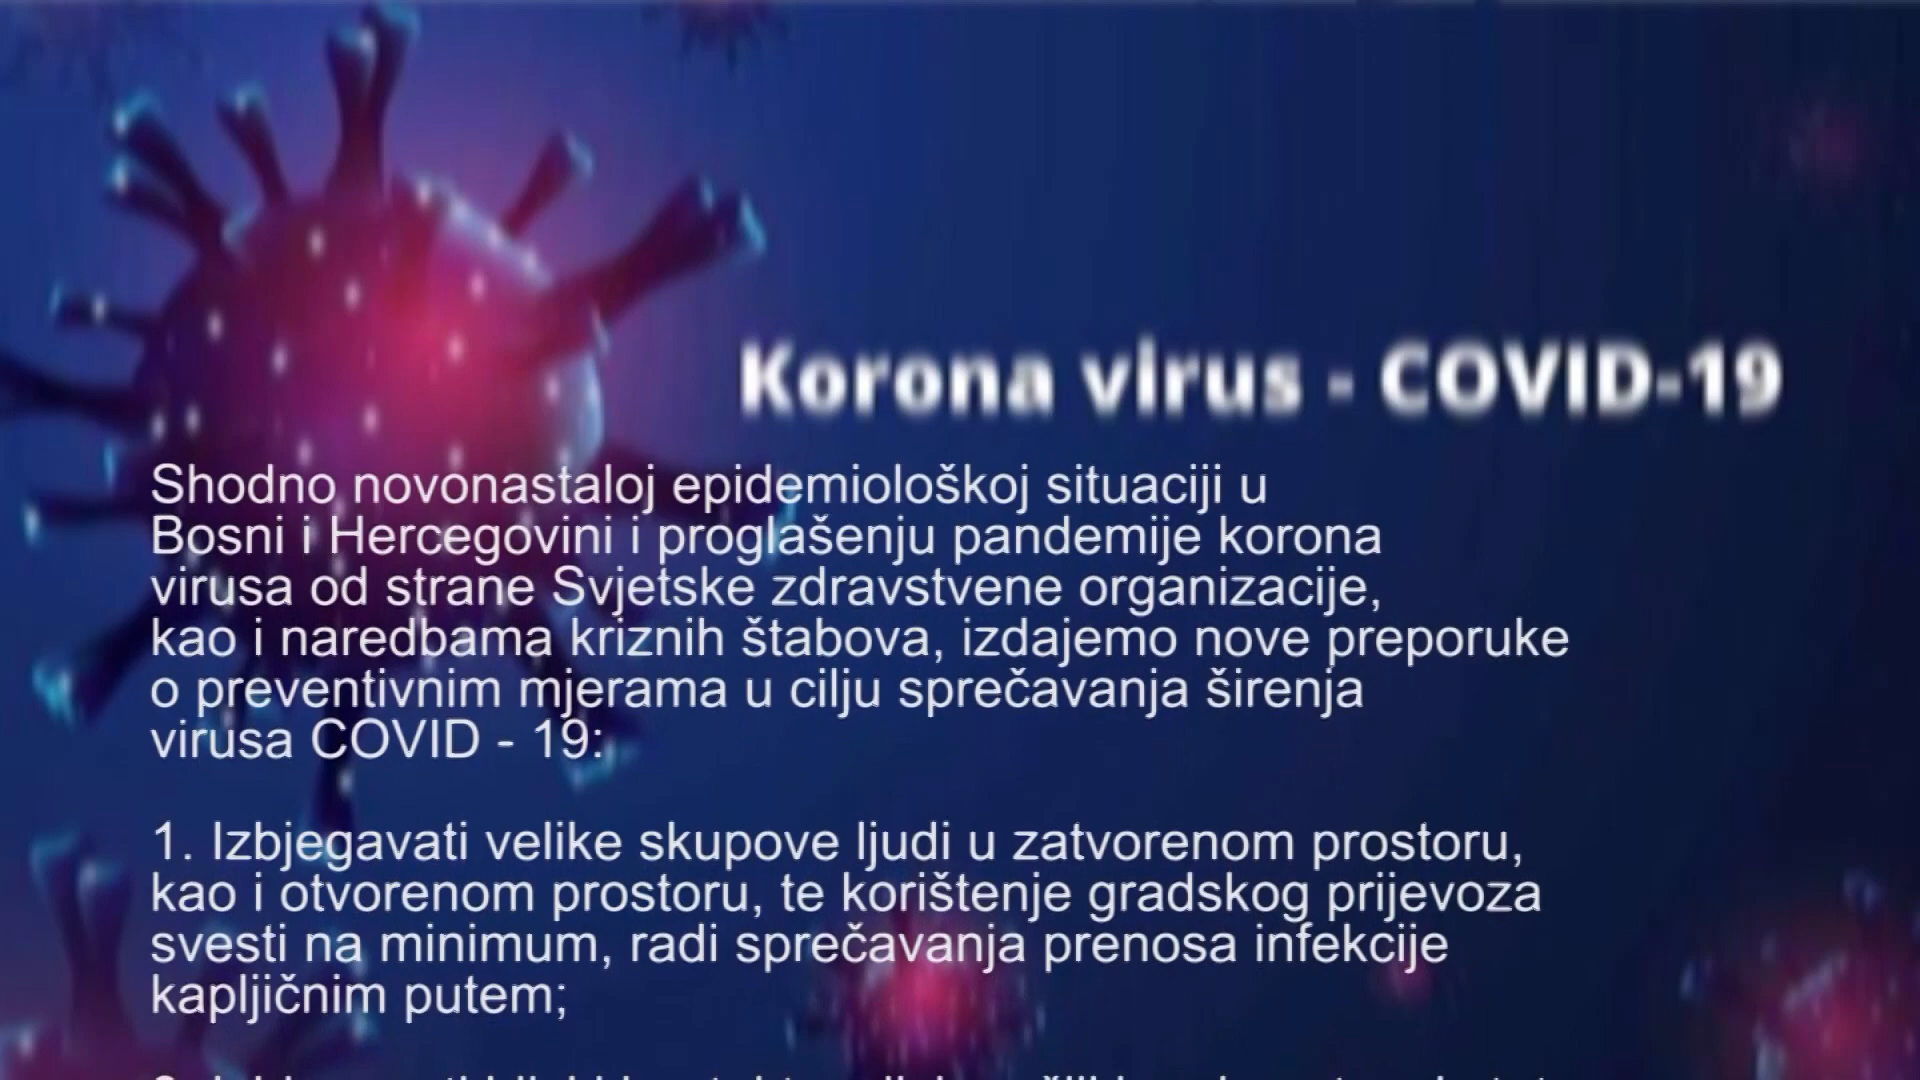 Korona virus - COVID-19
Shodno novonastaloj epidemiološkoj situaciji u
Bosni i Hercegovini i proglašenju pandemije korona
virusa od strane Svjetske zdravstvene organizacije,
kao i naredbama kriznih štabova, izdajemo nove preporuke
o preventivnim mjerama u cilju sprečavanja širenja
virusa COVID - 19:
1. Izbjegavati velike skupove ljudi u zatvorenom prostoru,
kao i otvorenom prostoru, te korištenje gradskog prijevoza
svesti na minimum, radi sprečavanja prenosa infekcije
kapljičnim putem;